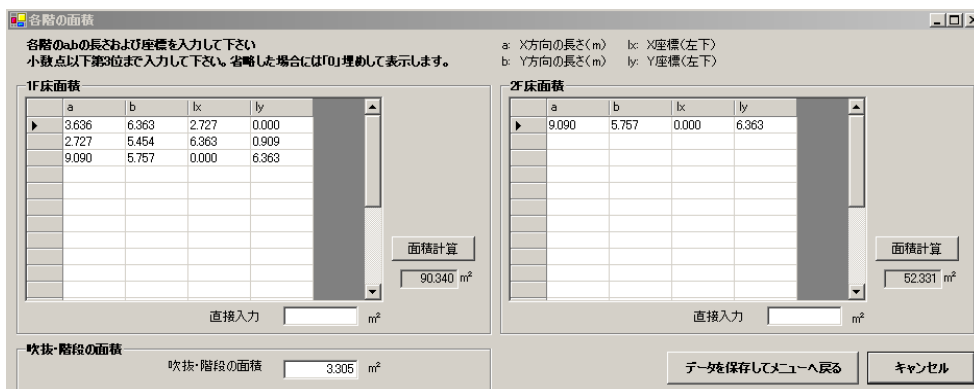 各階の面積
各階のabの長さおよび座標を入力して下さい
小数点以下第3位まで入力して下さい。省略した場合には「0」埋めして表示します。
a: X方向の長さ(m) lx: X座標(左下)
b: Y方向の長さ(m) ly: Y座標(左下)
1F床面積
a b lx ly
3.636 6.363 2.727 0.000
2.727 5.454 6.363 0.909
9.090 5.757 0.000 6.363
面積計算
90.340 m²
直接入力 m²
2F床面積
a b lx ly
9.090 5.757 0.000 6.363
面積計算
52.331 m²
直接入力 m²
吹抜・階段の面積
吹抜・階段の面積 3.305 m²
データを保存してメニューへ戻る
キャンセル